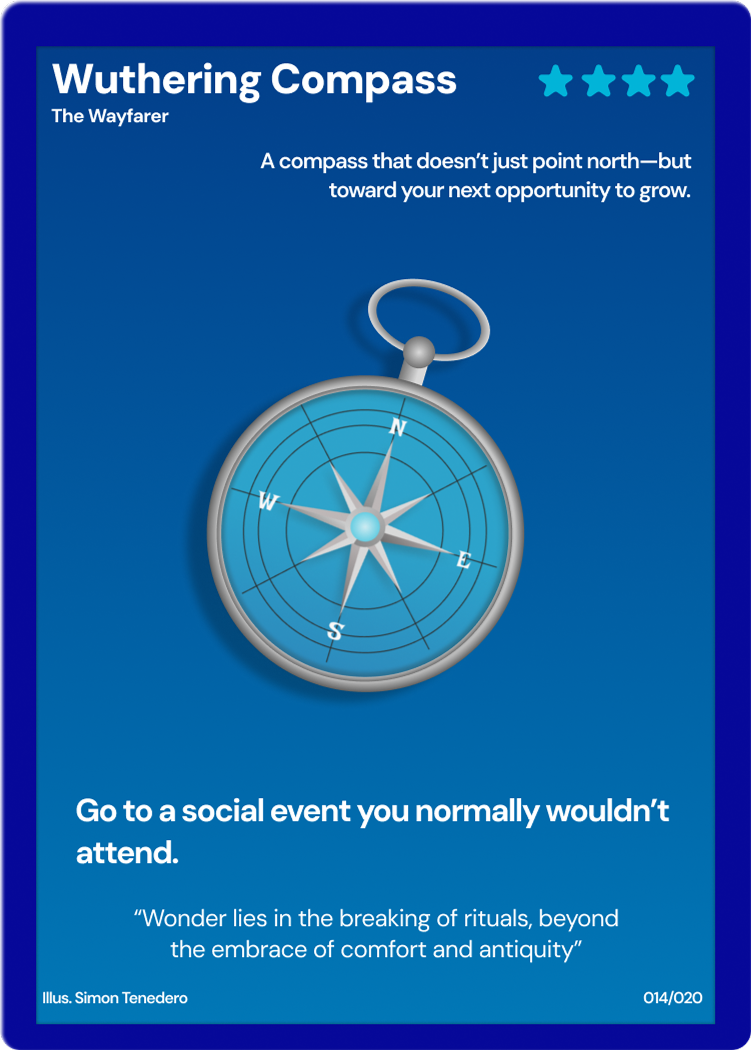 Wuthering Compass
The Wayfarer
A compass that doesn’t just point north—but
toward your next opportunity to grow.
N
W
E
S
Go to a social event you normally wouldn’t
attend.
“Wonder lies in the breaking of rituals, beyond
the embrace of comfort and antiquity”
Illus. Simon Tenedero
014/020